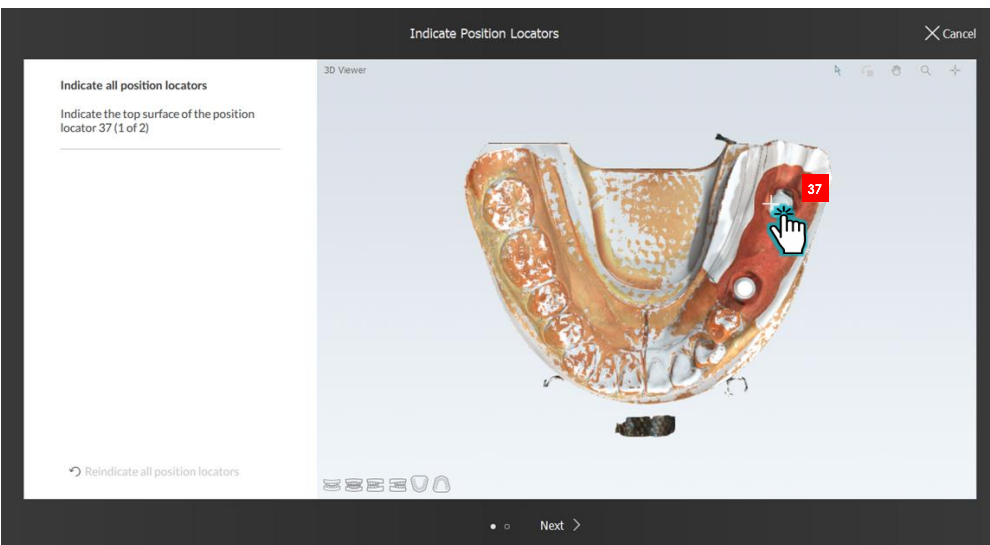 Indicate Position Locators
Cancel
Indicate all position locators
Indicate the top surface of the position
locator 37 (1 of 2)
3D Viewer
37
Reindicate all position locators
Next